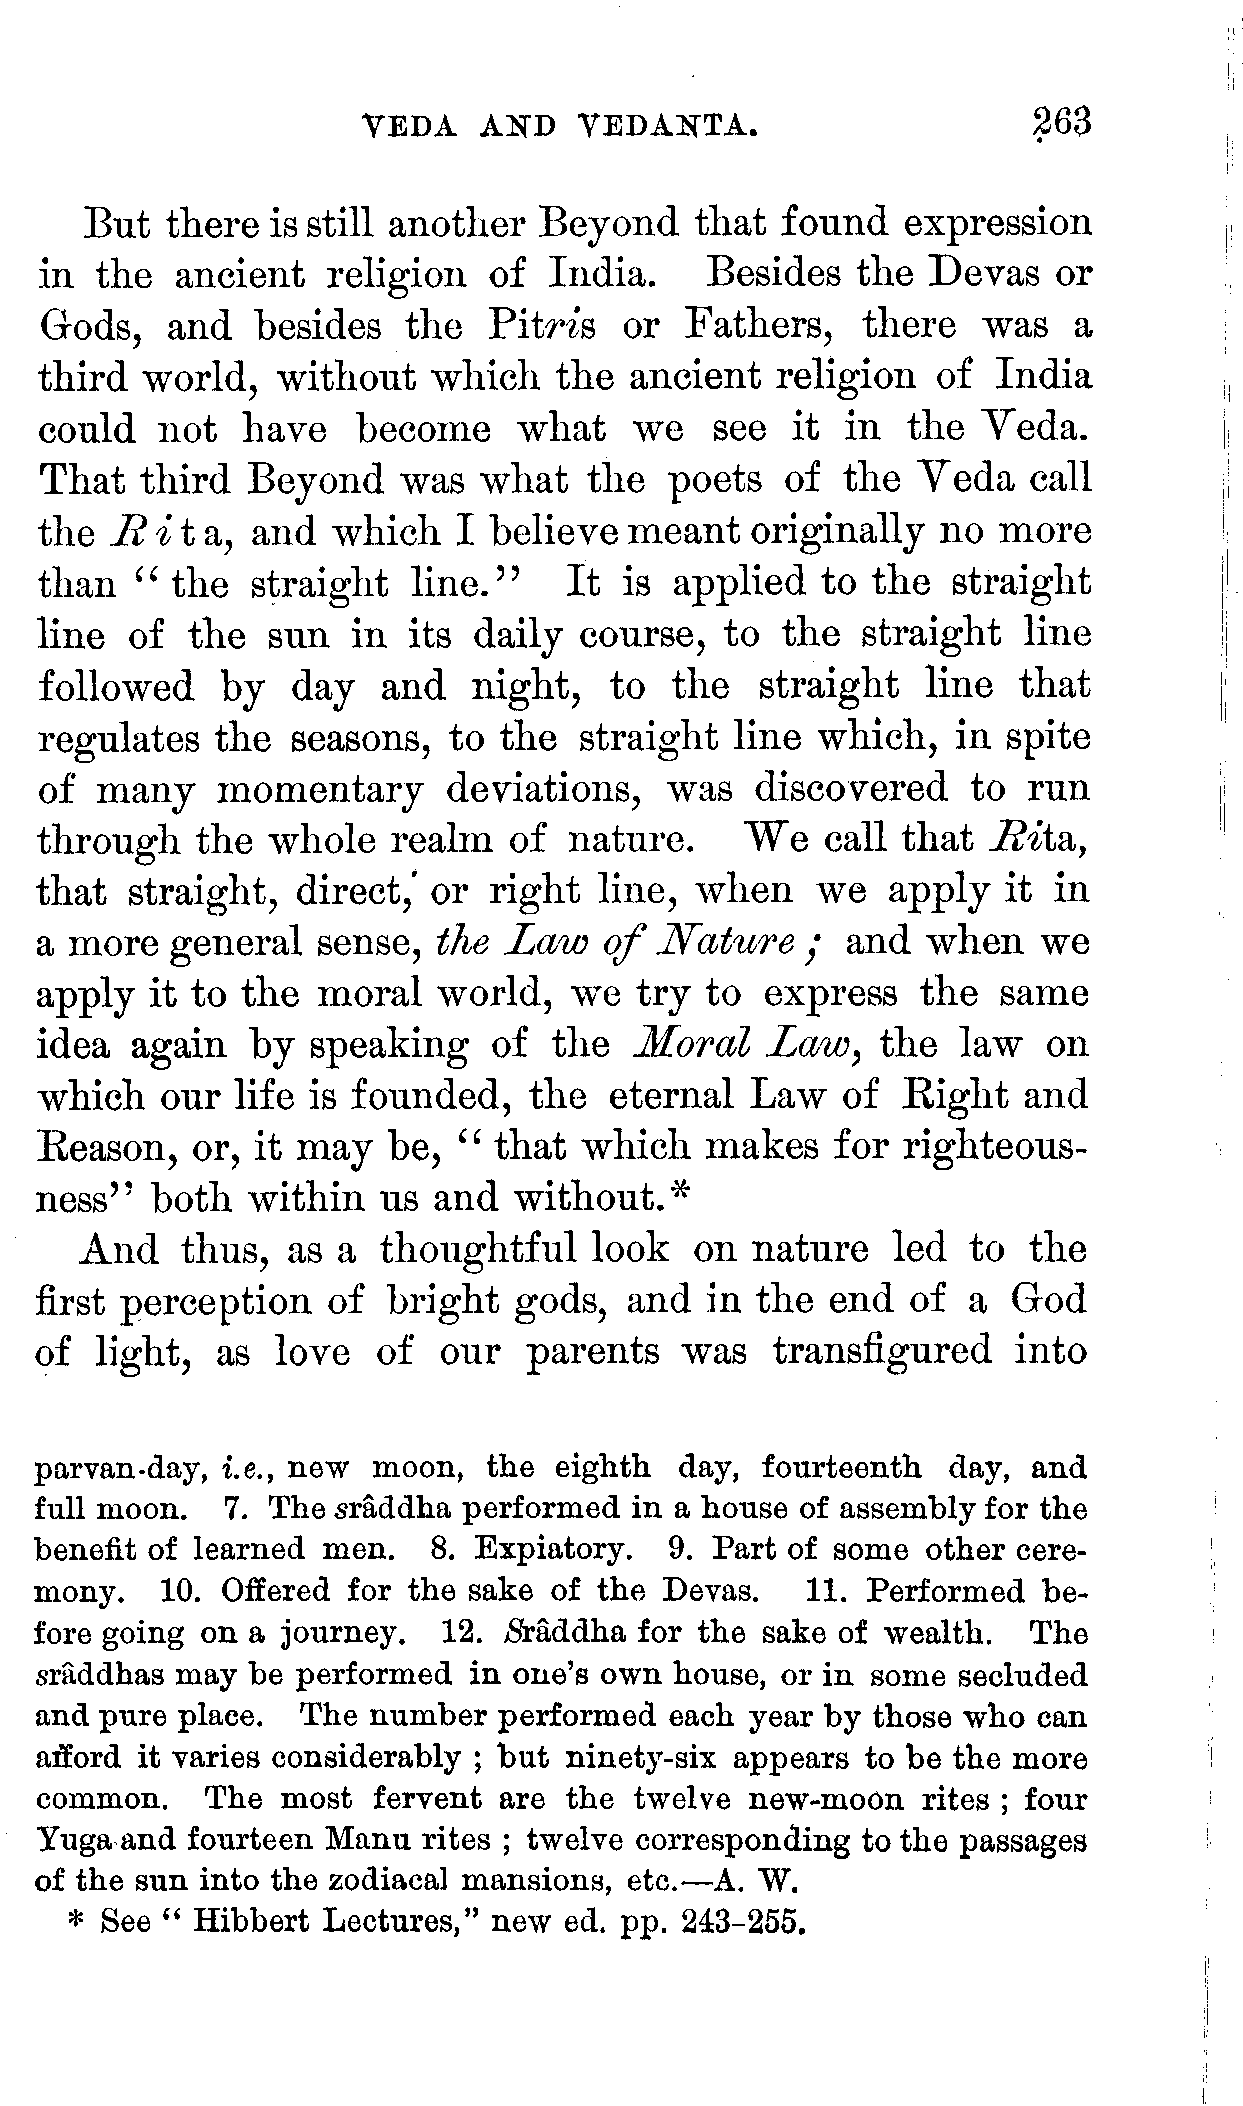 VEDA AND VEDANTA. 263
But there is still another Beyond that found expression
in the ancient religion of India. Besides the Devas or
Gods, and besides the Pitris or Fathers, there was a
third world, without which the ancient religion of India
could not have become what we see it in the Veda.
That third Beyond was what the poets of the Veda call
the Rita, and which I believe meant originally no more
than "the straight line." It is applied to the straight
line of the sun in its daily course, to the straight line
followed by day and night, to the straight line that
regulates the seasons, to the straight line which, in spite
of many momentary deviations, was discovered to run
through the whole realm of nature. We call that Rita,
that straight, direct, or right line, when we apply it in
a more general sense, the Law of Nature; and when we
apply it to the moral world, we try to express the same
idea again by speaking of the Moral Law, the law on
which our life is founded, the eternal Law of Right and
Reason, or, it may be, "that which makes for righteous-
ness" both within us and without.*
And thus, as a thoughtful look on nature led to the
first perception of bright gods, and in the end of a God
of light, as love of our parents was transfigured into
parvan-day, i.e., new moon, the eighth day, fourteenth day, and
full moon. 7. The srâddha performed in a house of assembly for the
benefit of learned men. 8. Expiatory. 9. Part of some other cere-
mony. 10. Offered for the sake of the Devas. 11. Performed be-
fore going on a journey. 12. Srâddha for the sake of wealth. The
srâddhas may be performed in one's own house, or in some secluded
and pure place. The number performed each year by those who can
afford it varies considerably; but ninety-six appears to be the more
common. The most fervent are the twelve new-moon rites; four
Yuga and fourteen Manu rites; twelve corresponding to the passages
of the sun into the zodiacal mansions, etc.—A. W.
* See "Hibbert Lectures," new ed. pp. 243-255.